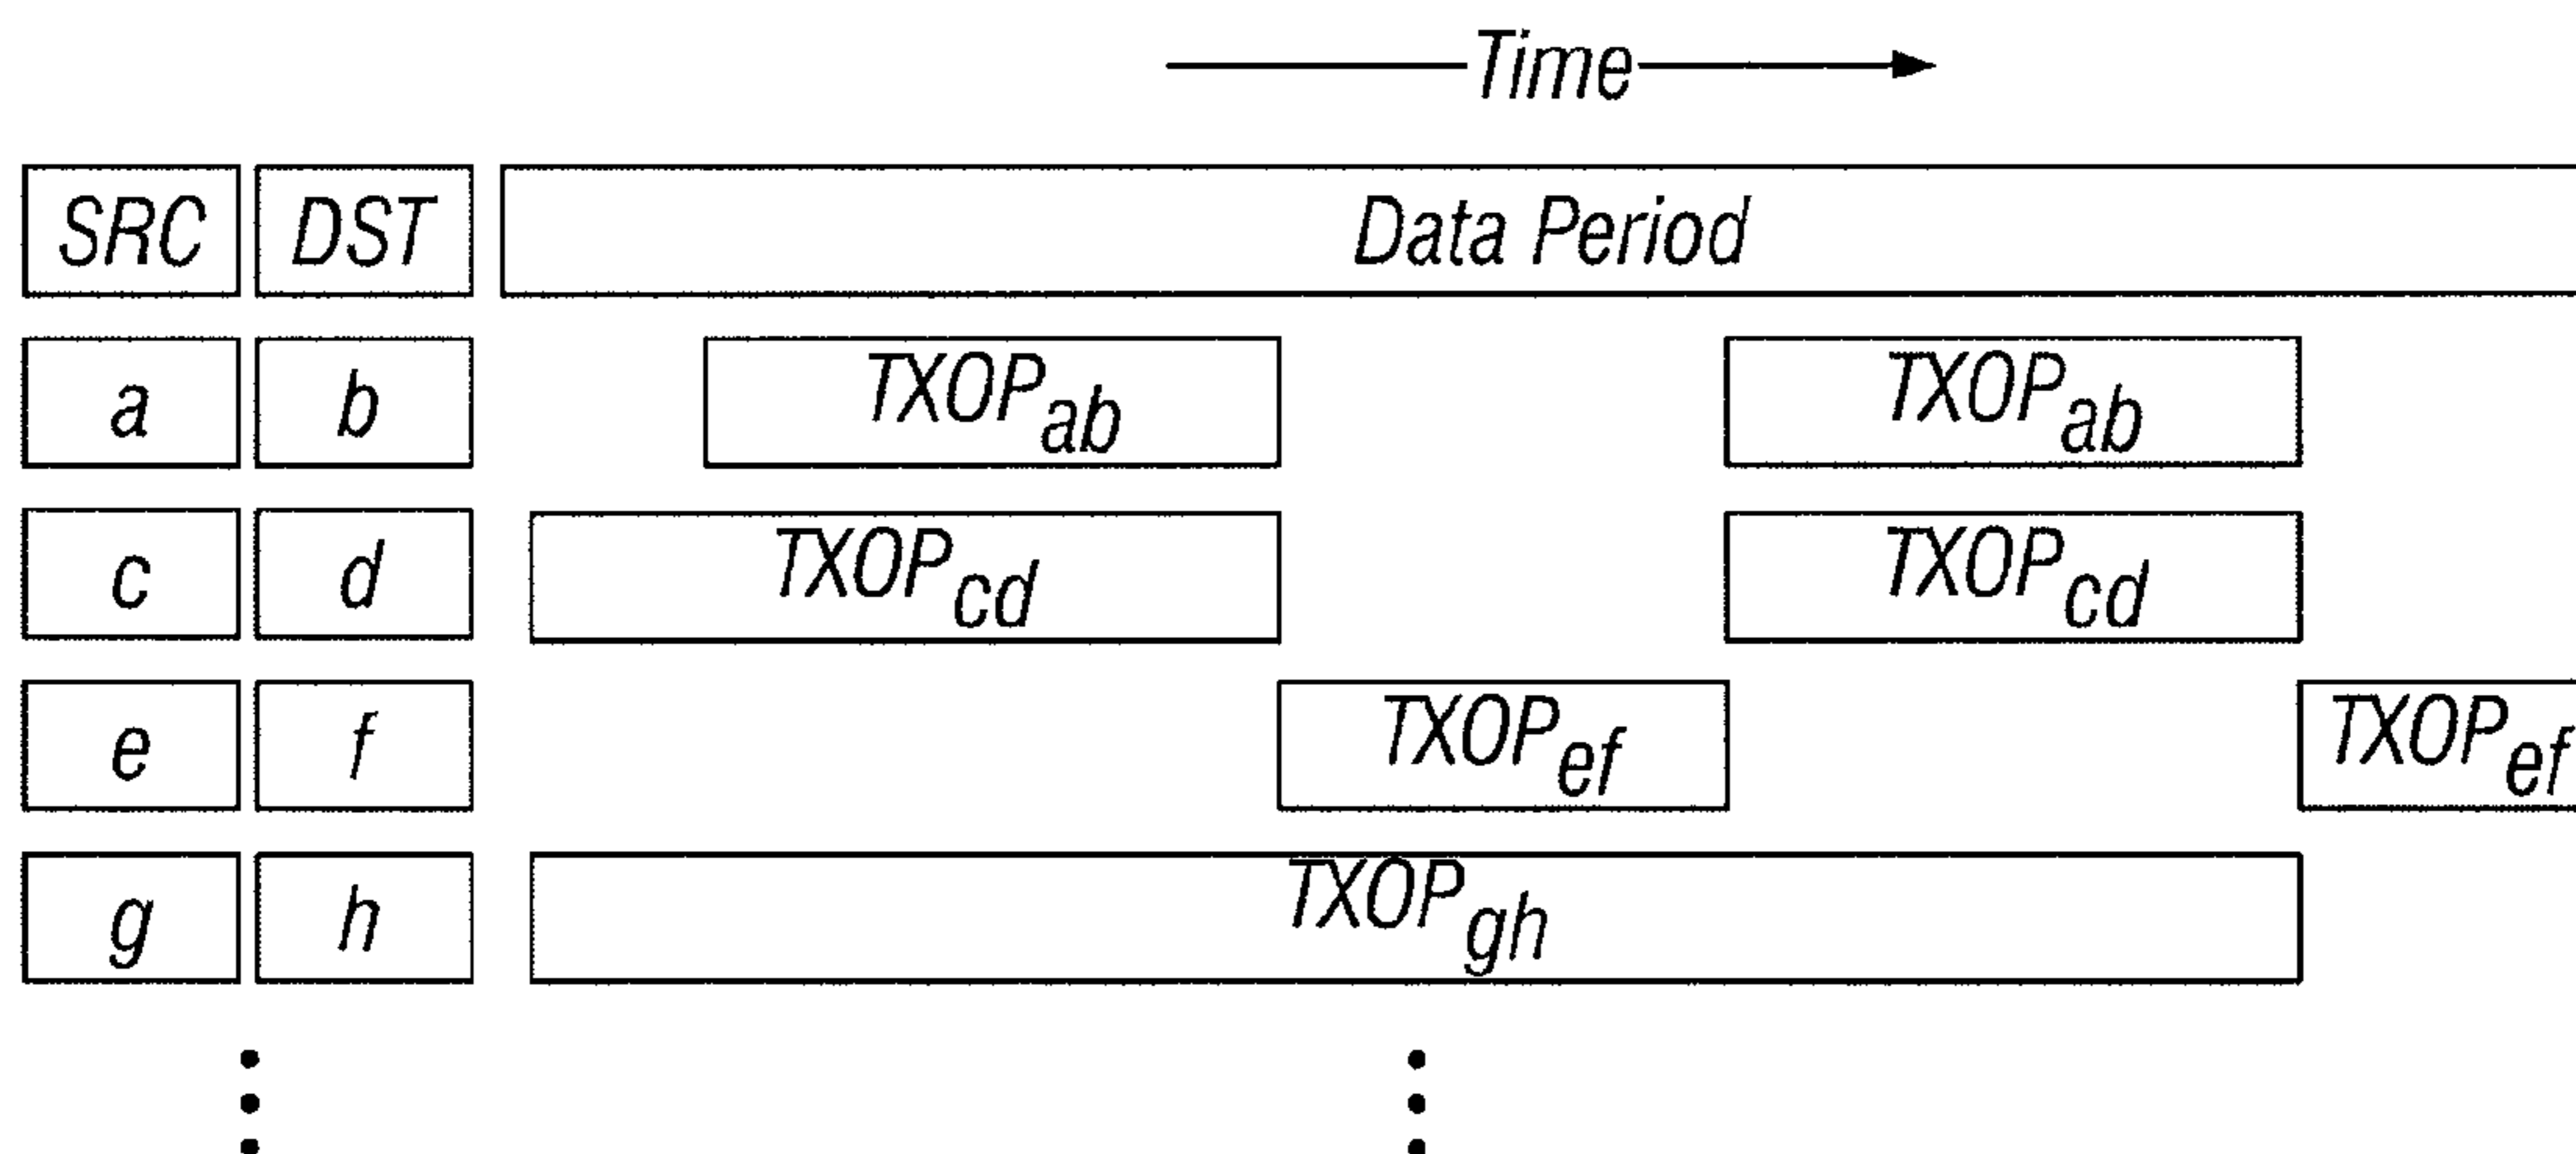 Time
SRC DST Data Period
a b TXOPab TXOPab
c d TXOPcd TXOPcd
e f TXOPef TXOPef
g h TXOPgh